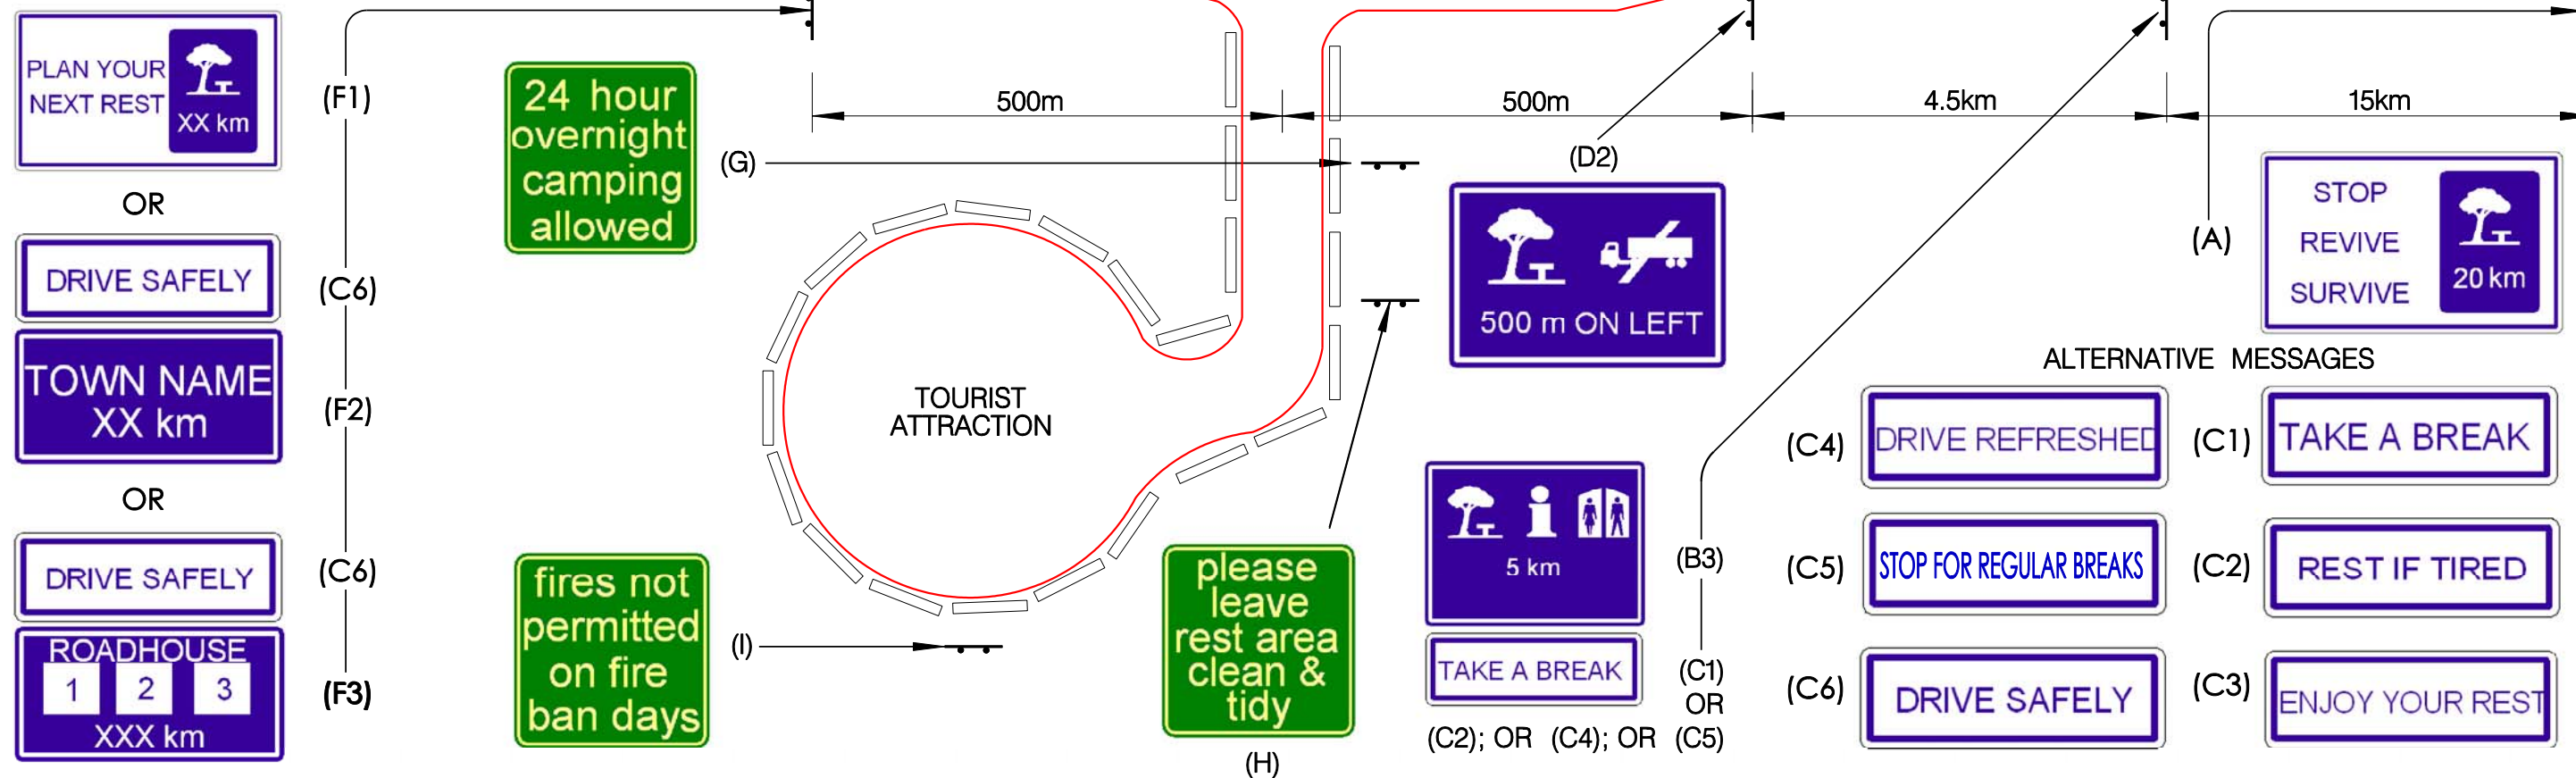 PLAN YOUR
NEXT REST
XX km
(F1)
OR
DRIVE SAFELY
(C6)
TOWN NAME
XX km
(F2)
OR
DRIVE SAFELY
(C6)
ROADHOUSE
1 2 3
XXX km
(F3)
24 hour
overnight
camping
allowed
(G)
500m
500m
4.5km
15km
TOURIST
ATTRACTION
fires not
permitted
on fire
ban days
(I)
please
leave
rest area
clean &
tidy
(H)
(D2)
500 m ON LEFT
5 km
TAKE A BREAK
(B3)
(C1)
OR
(C2); OR (C4); OR (C5)
(A)
STOP
REVIVE
SURVIVE
20 km
ALTERNATIVE MESSAGES
(C4)
DRIVE REFRESHED
(C1)
TAKE A BREAK
(C5)
STOP FOR REGULAR BREAKS
(C2)
REST IF TIRED
(C6)
DRIVE SAFELY
(C3)
ENJOY YOUR REST